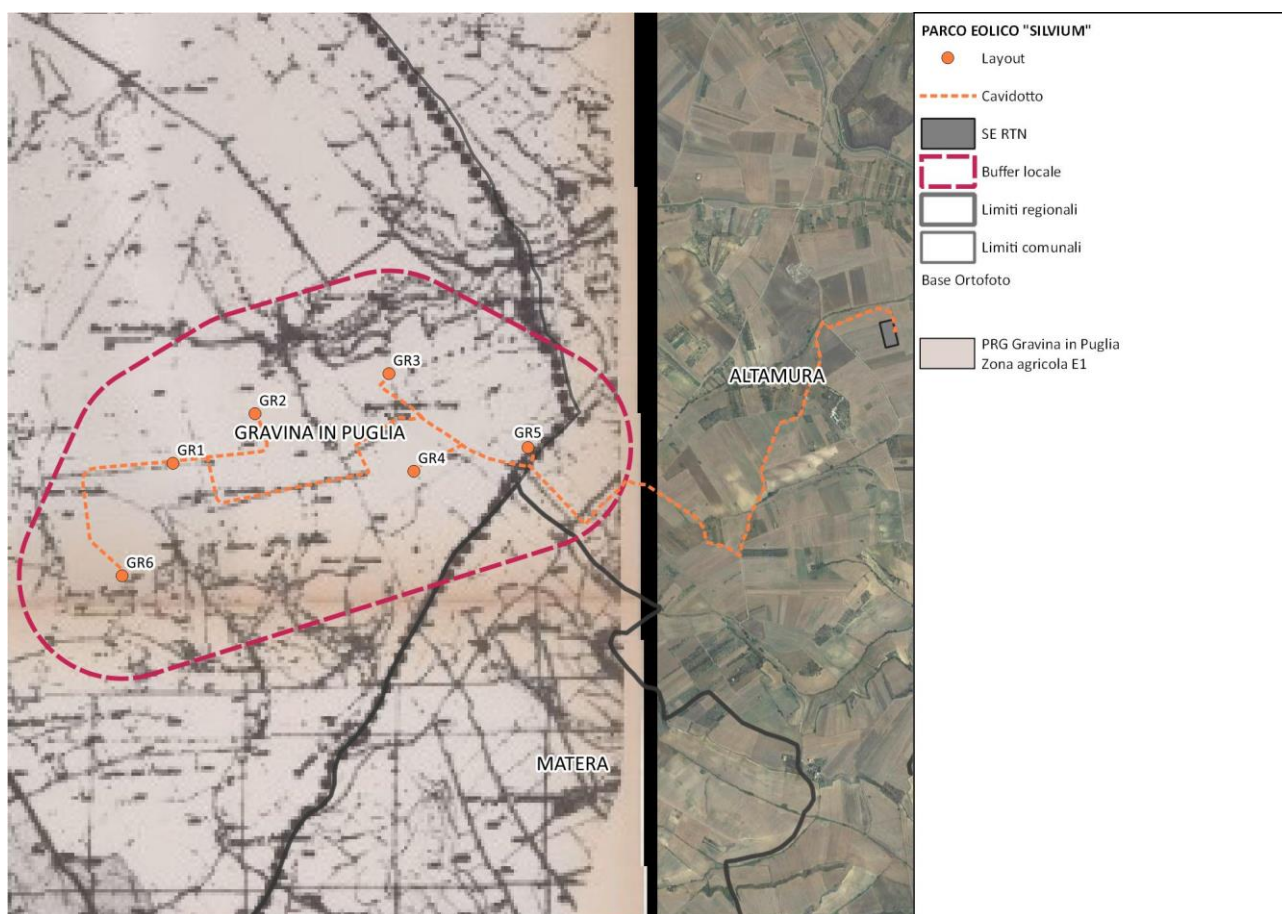 PARCO EOLICO "SILVIUM"
Layout
Cavidotto
SE RTN
Buffer locale
Limiti regionali
Limiti comunali
Base Ortofoto
PRG Gravina in Puglia
Zona agricola E1
GR3
ALTAMURA
GR2
GRAVINA IN PUGLIA
GR5
GR1
GR4
GR6
MATERA